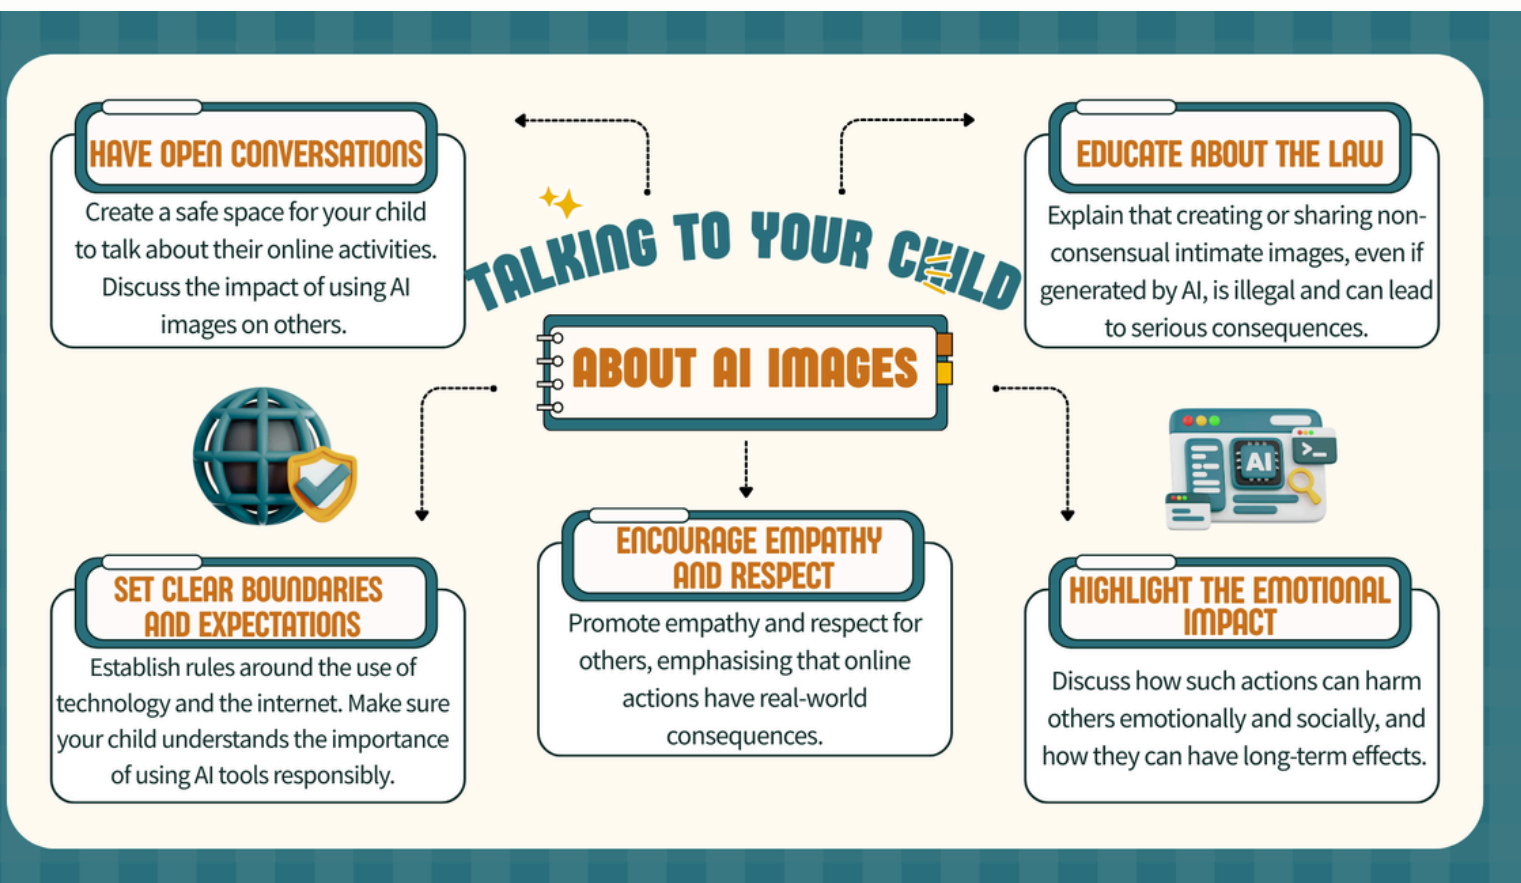 TALKING TO YOUR CHILD
ABOUT AI IMAGES
HAVE OPEN CONVERSATIONS
Create a safe space for your child
to talk about their online activities.
Discuss the impact of using AI
images on others.
EDUCATE ABOUT THE LAW
Explain that creating or sharing non-
consensual intimate images, even if
generated by AI, is illegal and can lead
to serious consequences.
AI
>_
SET CLEAR BOUNDARIES
AND EXPECTATIONS
Establish rules around the use of
technology and the internet. Make sure
your child understands the importance
of using AI tools responsibly.
ENCOURAGE EMPATHY
AND RESPECT
Promote empathy and respect for
others, emphasising that online
actions have real-world
consequences.
HIGHLIGHT THE EMOTIONAL
IMPACT
Discuss how such actions can harm
others emotionally and socially, and
how they can have long-term effects.